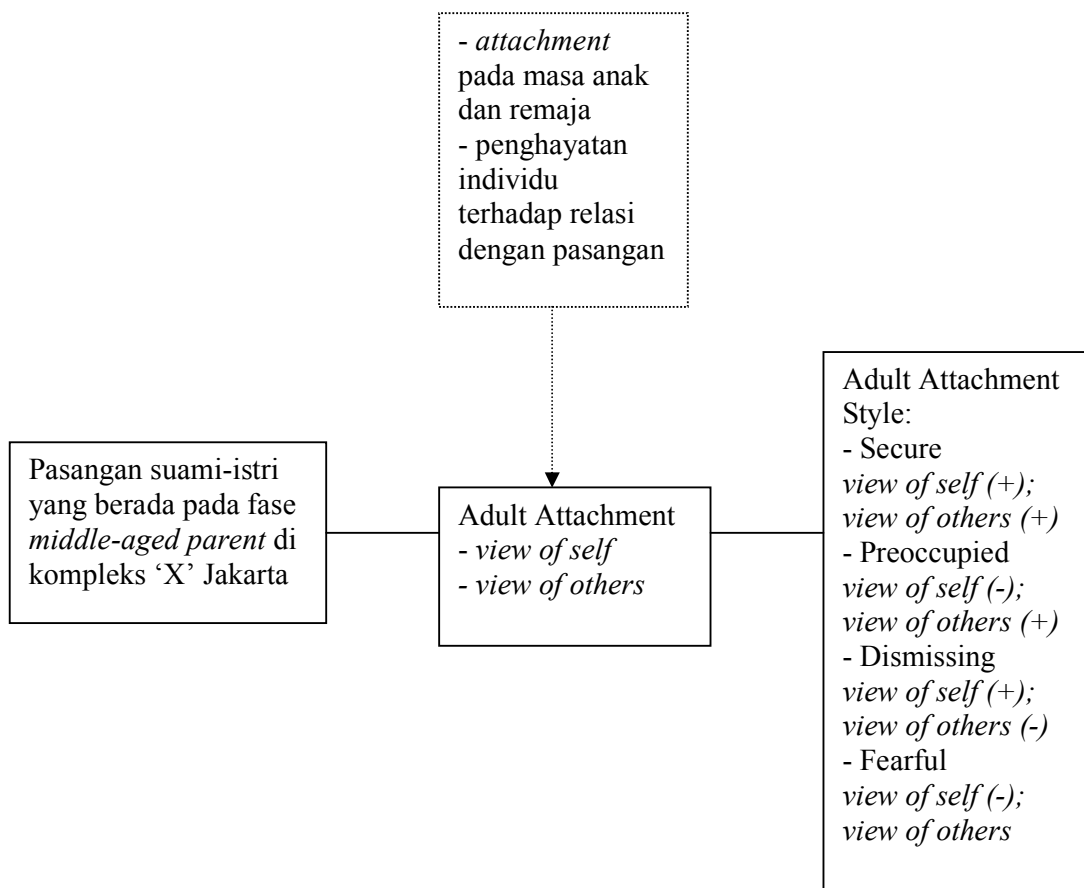 - attachment
pada masa anak
dan remaja
- penghayatan
individu
terhadap relasi
dengan pasangan
Pasangan suami-istri
yang berada pada fase
middle-aged parent di
kompleks ‘X’ Jakarta
Adult Attachment
- view of self
- view of others
Adult Attachment
Style:
- Secure
view of self (+);
view of others (+)
- Preoccupied
view of self (-);
view of others (+)
- Dismissing
view of self (+);
view of others (-)
- Fearful
view of self (-);
view of others